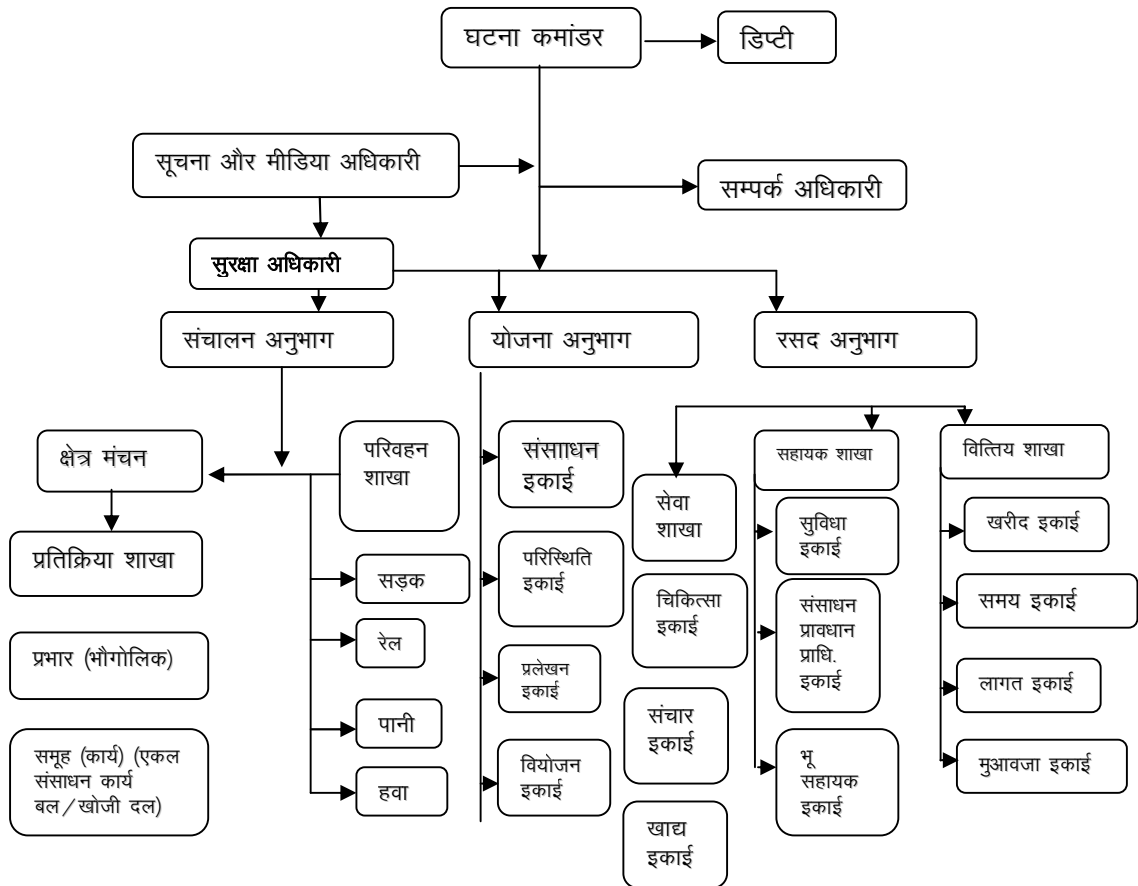 घटना कमांडर
डिप्टी
सूचना और मीडिया अधिकारी
सम्पर्क अधिकारी
सुरक्षा अधिकारी
संचालन अनुभाग
योजना अनुभाग
रसद अनुभाग
क्षेत्र मंचन
प्रतिक्रिया शाखा
प्रभार (भौगोलिक)
समूह (कार्य) (एकल
संसाधन कार्य
बल/खोजी दल)
परिवहन
शाखा
सड़क
रेल
पानी
हवा
संसााधन
इकाई
परिस्थिति
इकाई
प्रलेखन
इकाई
वियोजन
इकाई
सेवा
शाखा
चिकित्सा
इकाई
संचार
इकाई
खाद्य
इकाई
सहायक शाखा
सुविधा
इकाई
संसाधन
प्रावधान
प्राधि.
इकाई
भू
सहायक
इकाई
वित्तिय शाखा
खरीद इकाई
समय इकाई
लागत इकाई
मुआवजा इकाई